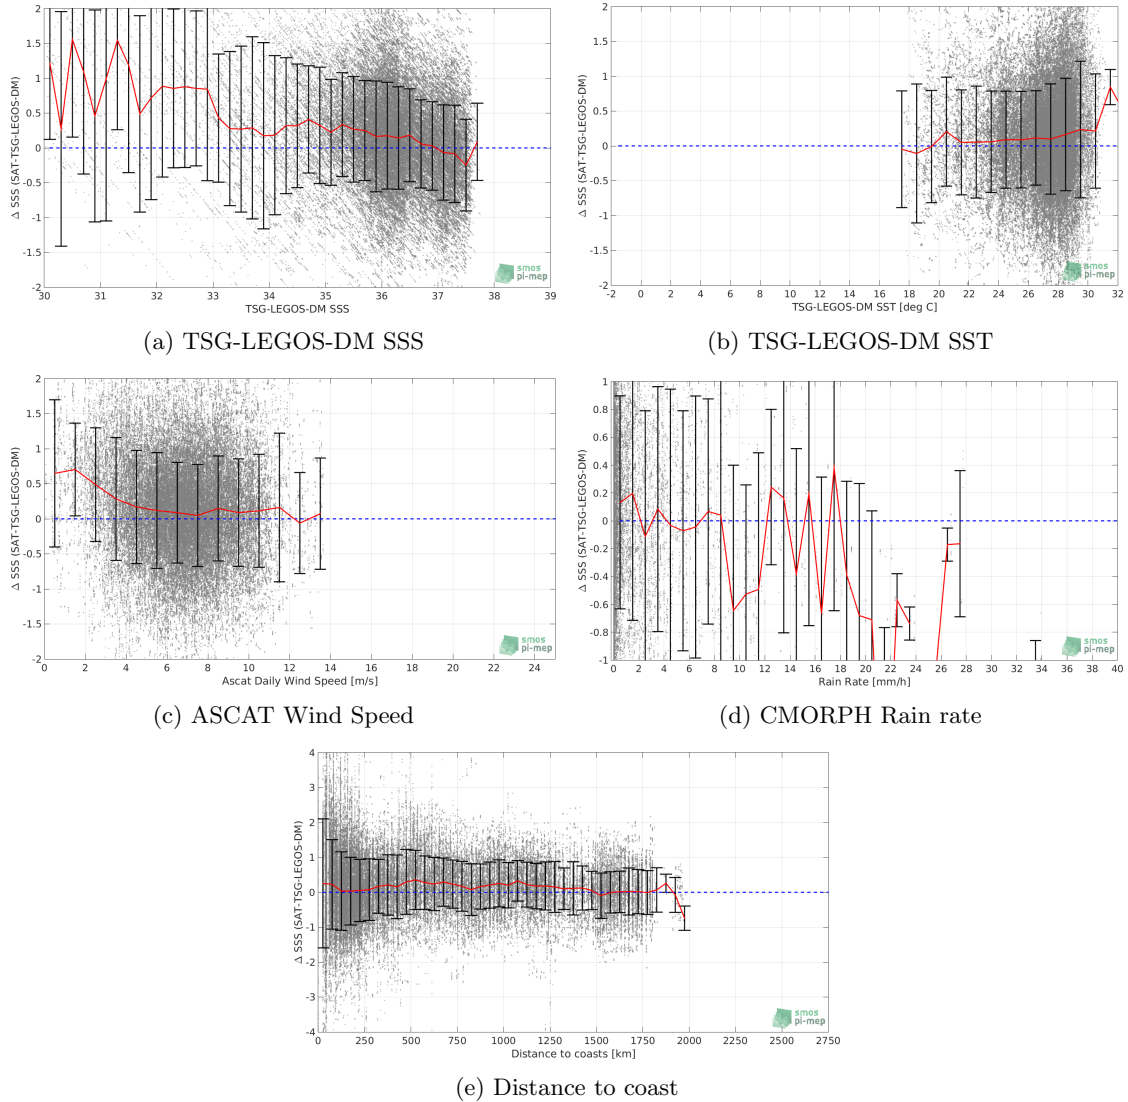 2
1.5
1
0.5
0
-0.5
-1
-1.5
-2
Δ SSS (SAT-TSG-LEGOS-DM)
30 31 32 33 34 35 36 37 38 39
TSG-LEGOS-DM SSS
smos
pi-mep
(a) TSG-LEGOS-DM SSS
2
1.5
1
0.5
0
-0.5
-1
-1.5
-2
Δ SSS (SAT-TSG-LEGOS-DM)
-2 0 2 4 6 8 10 12 14 16 18 20 22 24 26 28 30 32
TSG-LEGOS-DM SST [deg C]
smos
pi-mep
(b) TSG-LEGOS-DM SST
2
1.5
1
0.5
0
-0.5
-1
-1.5
-2
Δ SSS (SAT-TSG-LEGOS-DM)
0 2 4 6 8 10 12 14 16 18 20 22 24
Ascat Daily Wind Speed [m/s]
smos
pi-mep
(c) ASCAT Wind Speed
1
0.8
0.6
0.4
0.2
0
-0.2
-0.4
-0.6
-0.8
-1
Δ SSS (SAT-TSG-LEGOS-DM)
0 2 4 6 8 10 12 14 16 18 20 22 24 26 28 30 32 34 36 38 40
Rain Rate [mm/h]
smos
pi-mep
(d) CMORPH Rain rate
4
3
2
1
0
-1
-2
-3
-4
Δ SSS (SAT-TSG-LEGOS-DM)
0 250 500 750 1000 1250 1500 1750 2000 2250 2500 2750
Distance to coasts [km]
smos
pi-mep
(e) Distance to coast